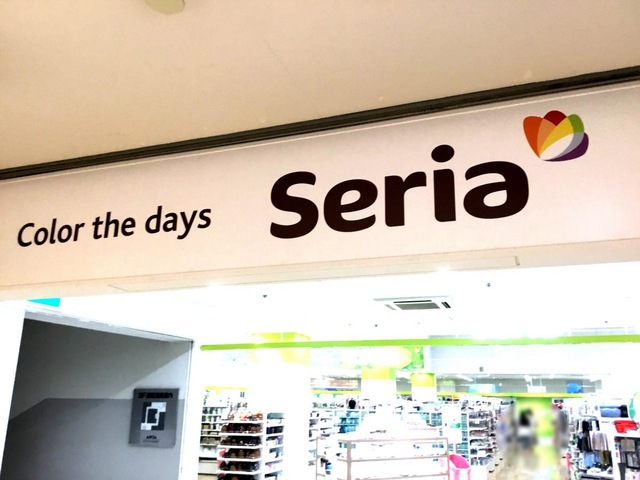 Color the days
Seria